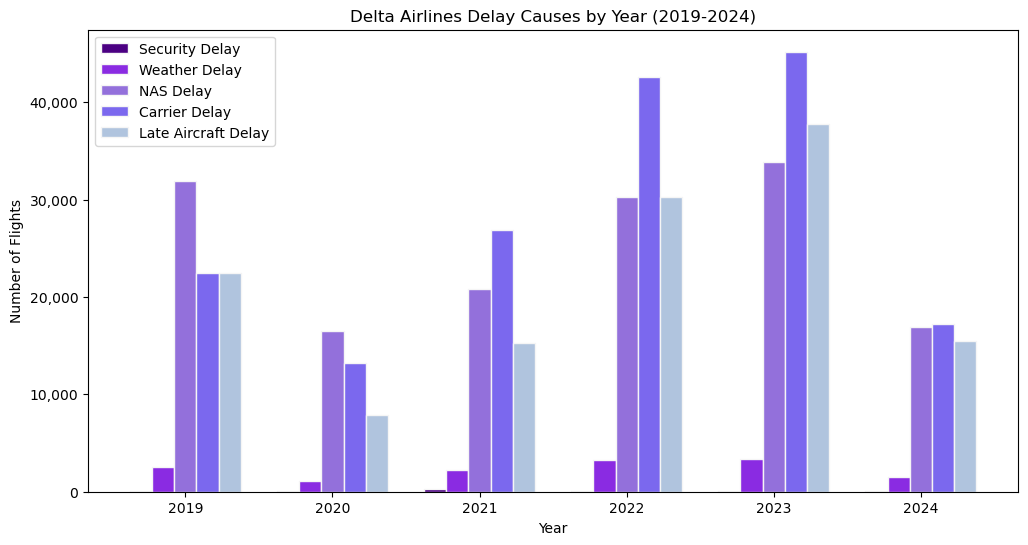 Delta Airlines Delay Causes by Year (2019-2024)
Security Delay
Weather Delay
NAS Delay
Carrier Delay
Late Aircraft Delay
40,000
30,000
20,000
10,000
0
Number of Flights
2019 2020 2021 2022 2023 2024
Year